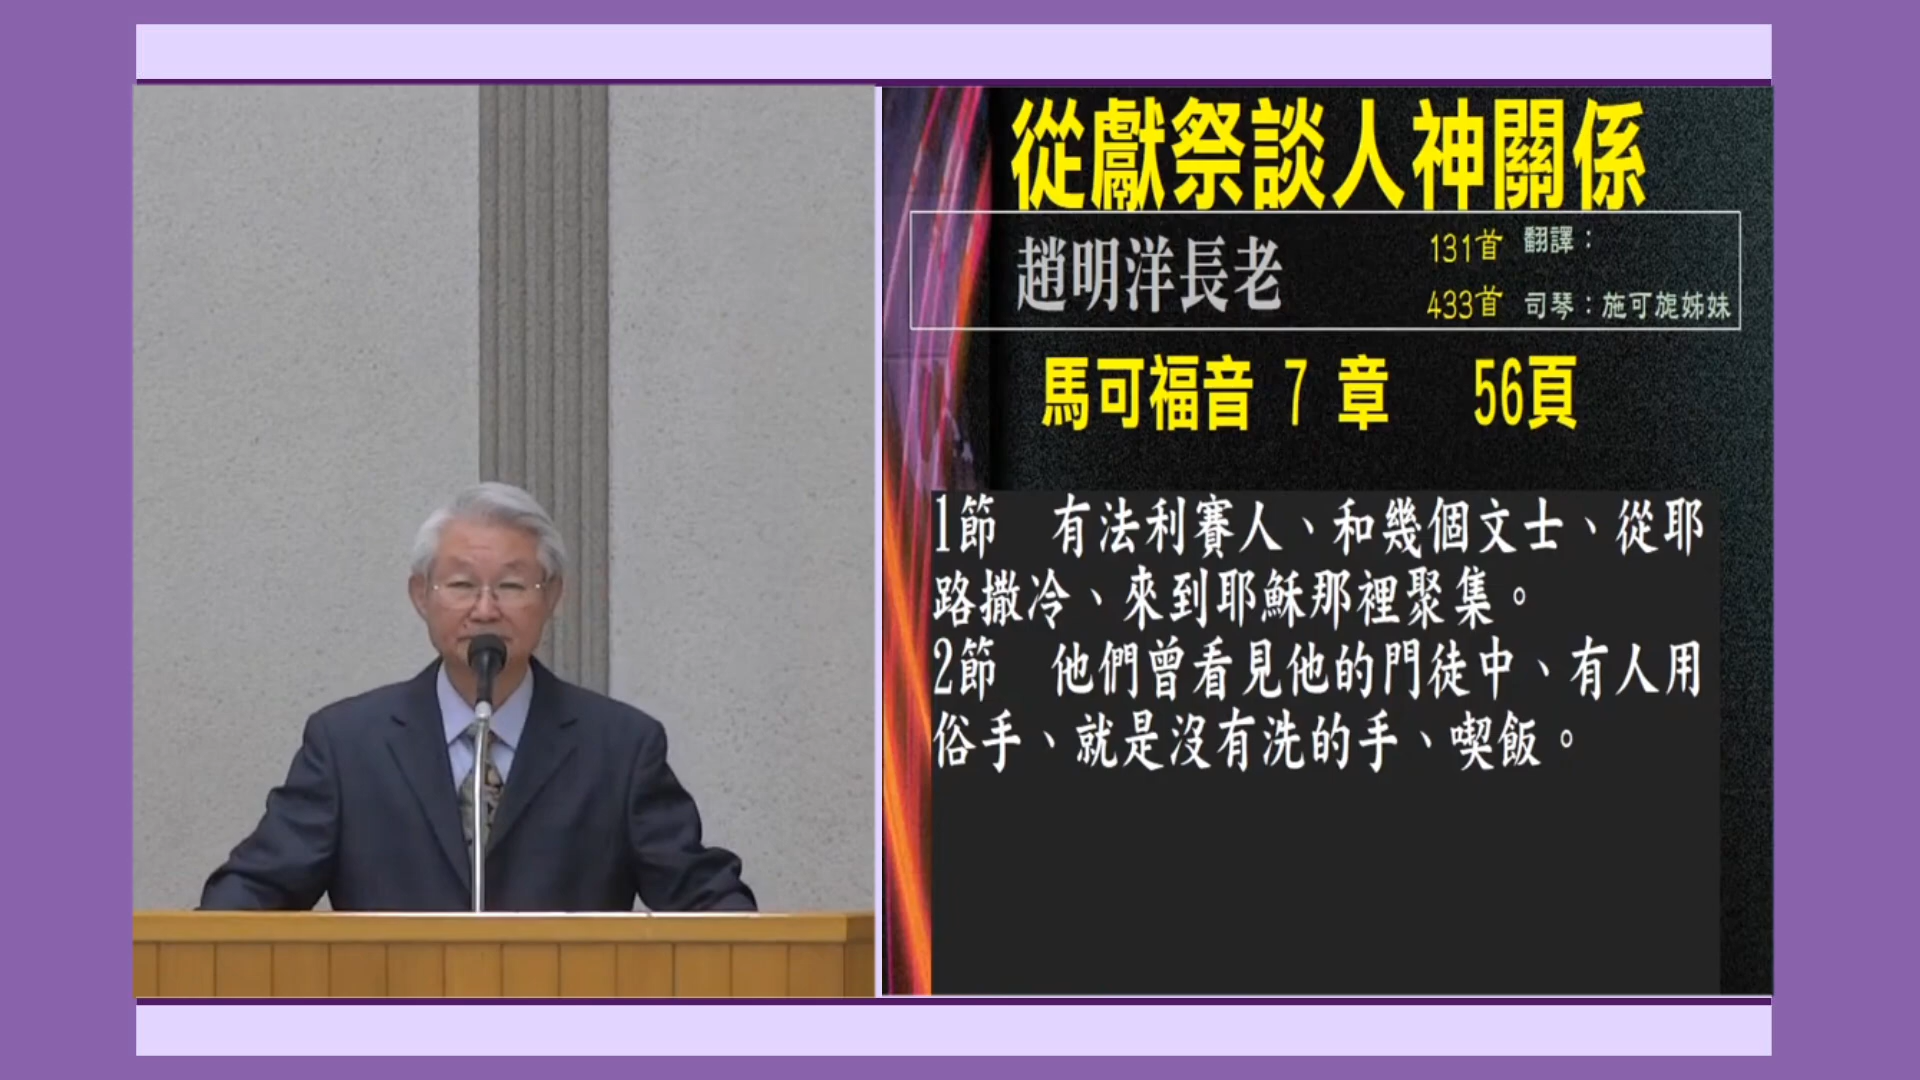 從獻祭談人神關係
趙明洋長老
131首 翻譯：
433首 司琴：施可旎姊妹
馬可福音 7 章 56頁
1節 有法利賽人、和幾個文士、從耶
路撒冷、來到耶穌那裡聚集。
2節 他們曾看見他的門徒中、有人用
俗手、就是沒有洗的手、喫飯。